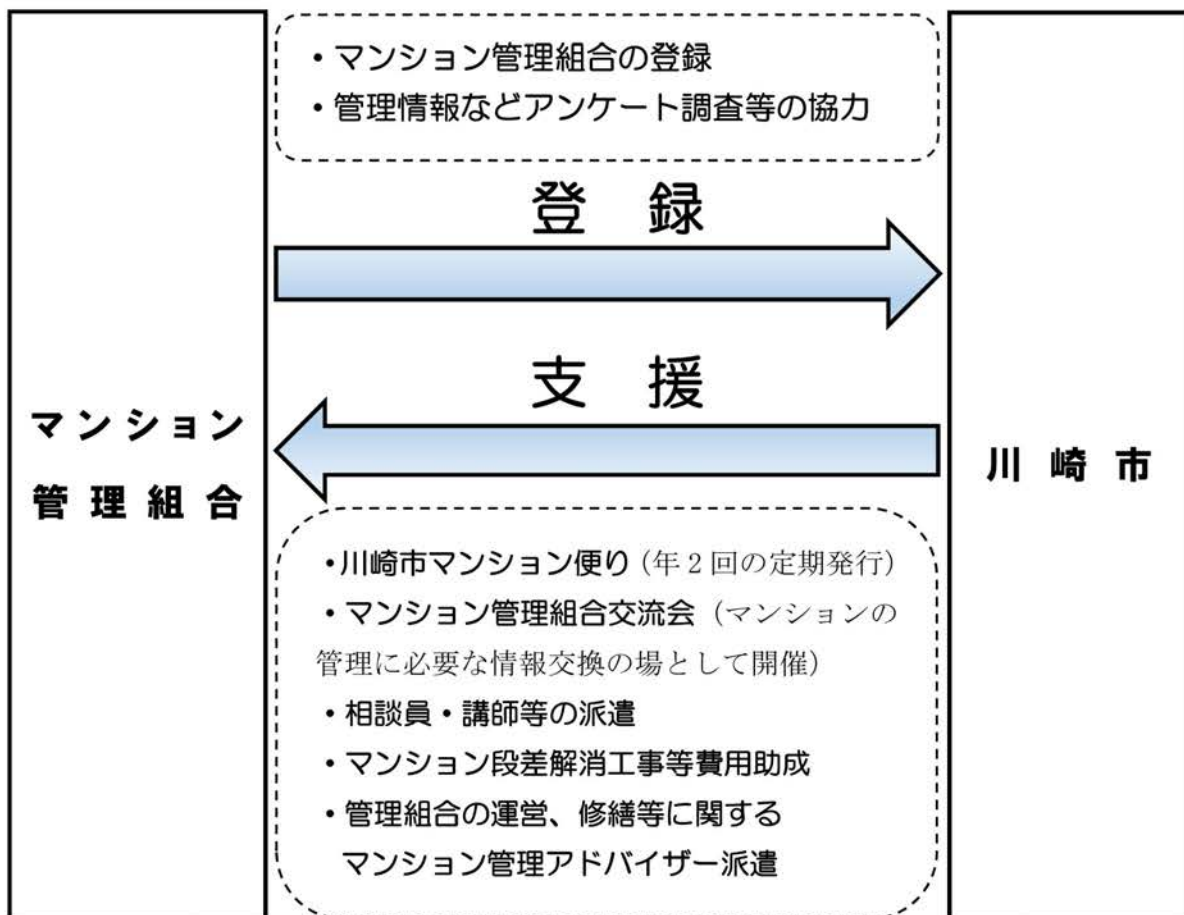 ・マンション管理組合の登録
・管理情報などアンケート調査等の協力
登 録
支 援
マンション
管理組合
川崎市
・川崎市マンション便り（年２回の定期発行）
・マンション管理組合交流会（マンションの
管理に必要な情報交換の場として開催）
・相談員・講師等の派遣
・マンション段差解消工事等費用助成
・管理組合の運営、修繕等に関する
マンション管理アドバイザー派遣